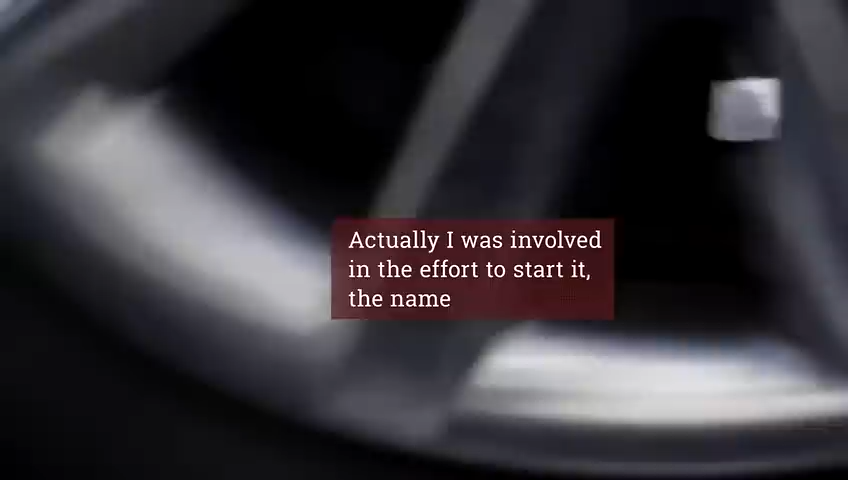 Actually I was involved
in the effort to start it,
the name